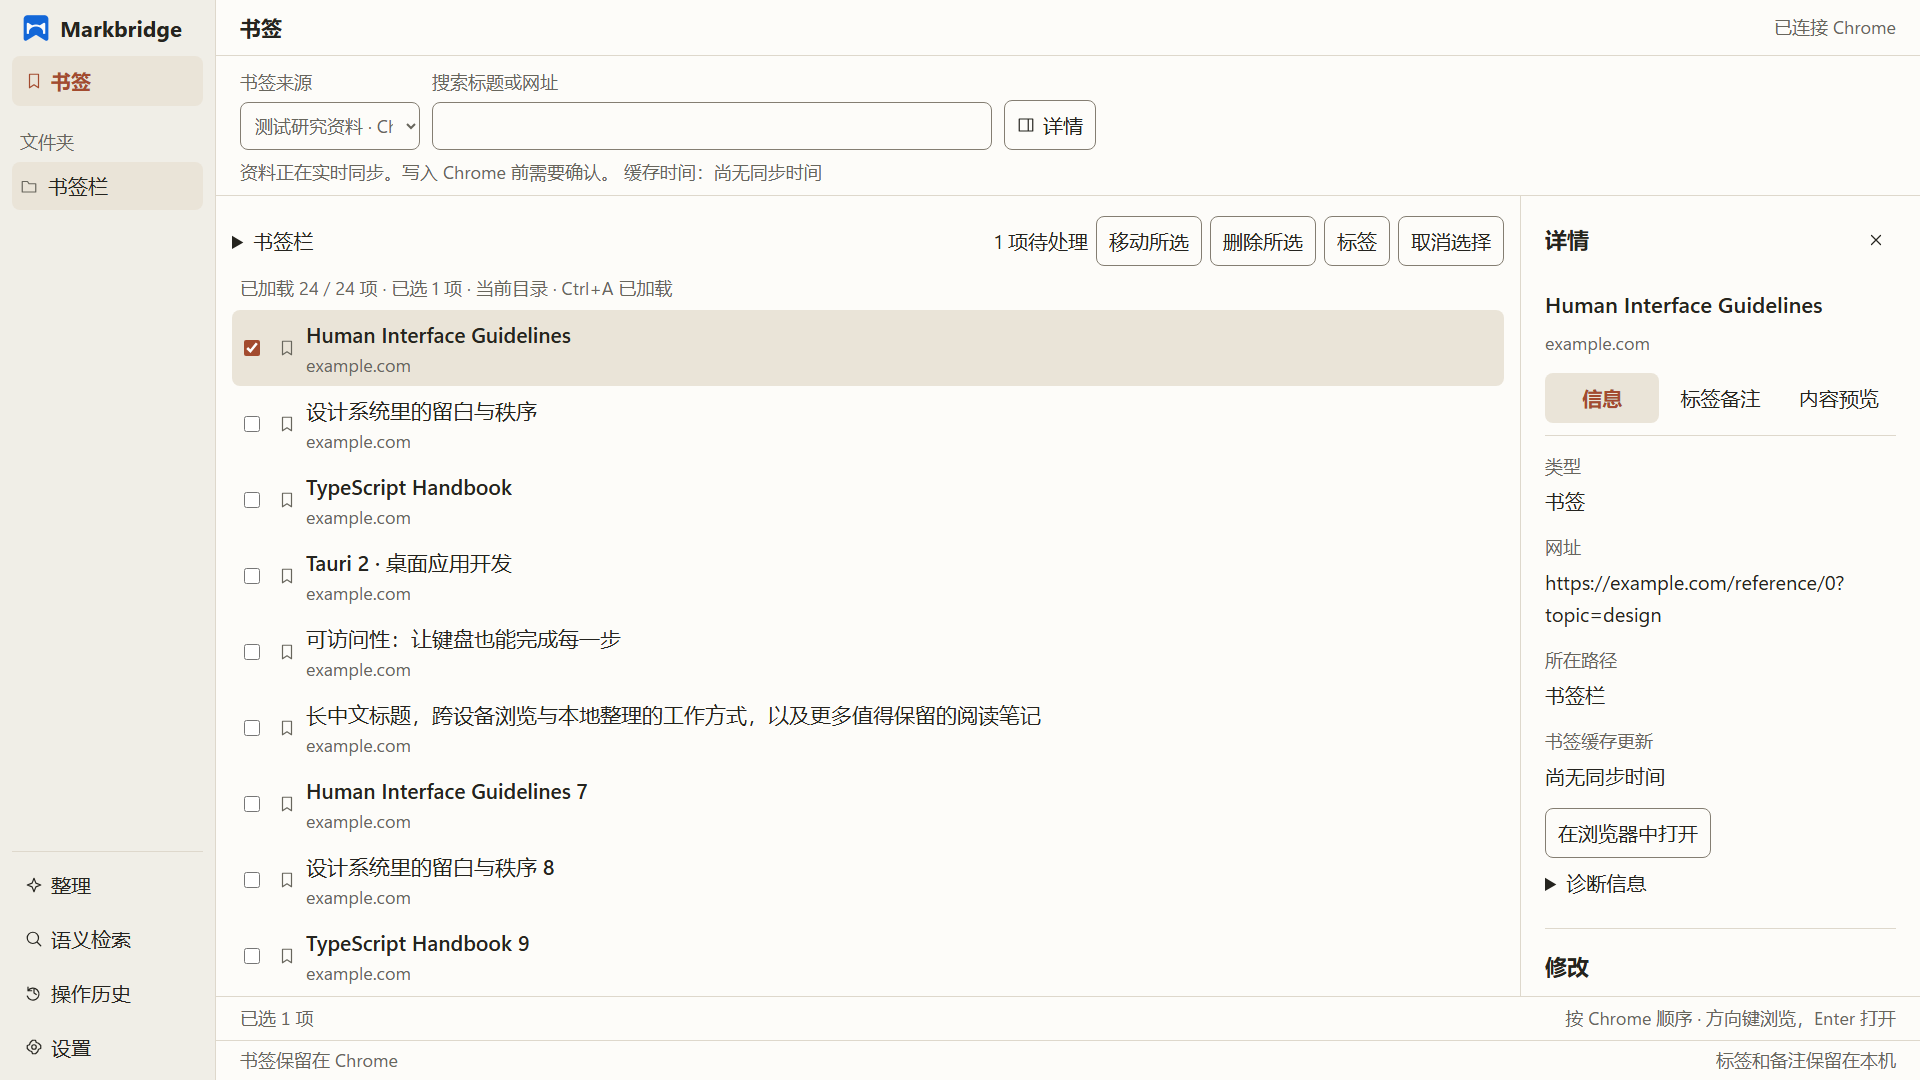 Markbridge
书签
文件夹
书签栏
整理
语义检索
操作历史
设置
书签
已连接 Chrome
书签来源
搜索标题或网址
测试研究资料 · Ch
详情
资料正在实时同步。写入 Chrome 前需要确认。 缓存时间：尚无同步时间
书签栏
1 项待处理
移动所选
删除所选
标签
取消选择
已加载 24 / 24 项 · 已选 1 项 · 当前目录 · Ctrl+A 已加载
Human Interface Guidelines
example.com
设计系统里的留白与秩序
example.com
TypeScript Handbook
example.com
Tauri 2 · 桌面应用开发
example.com
可访问性：让键盘也能完成每一步
example.com
长中文标题，跨设备浏览与本地整理的工作方式，以及更多值得保留的阅读笔记
example.com
Human Interface Guidelines 7
example.com
设计系统里的留白与秩序 8
example.com
TypeScript Handbook 9
example.com
详情
Human Interface Guidelines
example.com
信息
标签备注
内容预览
类型
书签
网址
https://example.com/reference/0?
topic=design
所在路径
书签栏
书签缓存更新
尚无同步时间
在浏览器中打开
诊断信息
修改
已选 1 项
按 Chrome 顺序 · 方向键浏览，Enter 打开
书签保留在 Chrome
标签和备注保留在本机